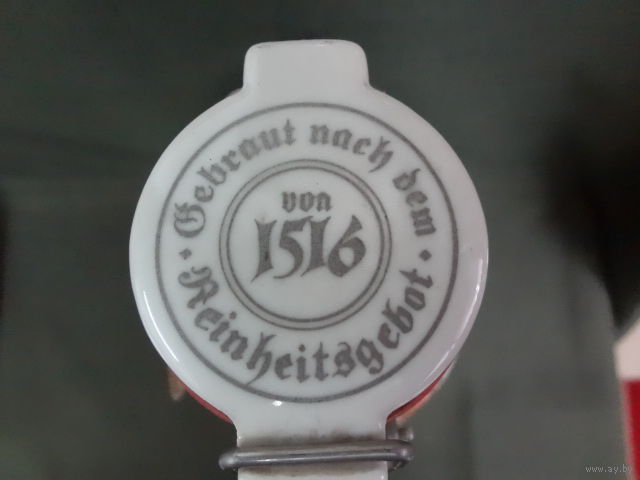 Gebraut nach dem
Reinheitsgebot
von
1516
www.ay.by